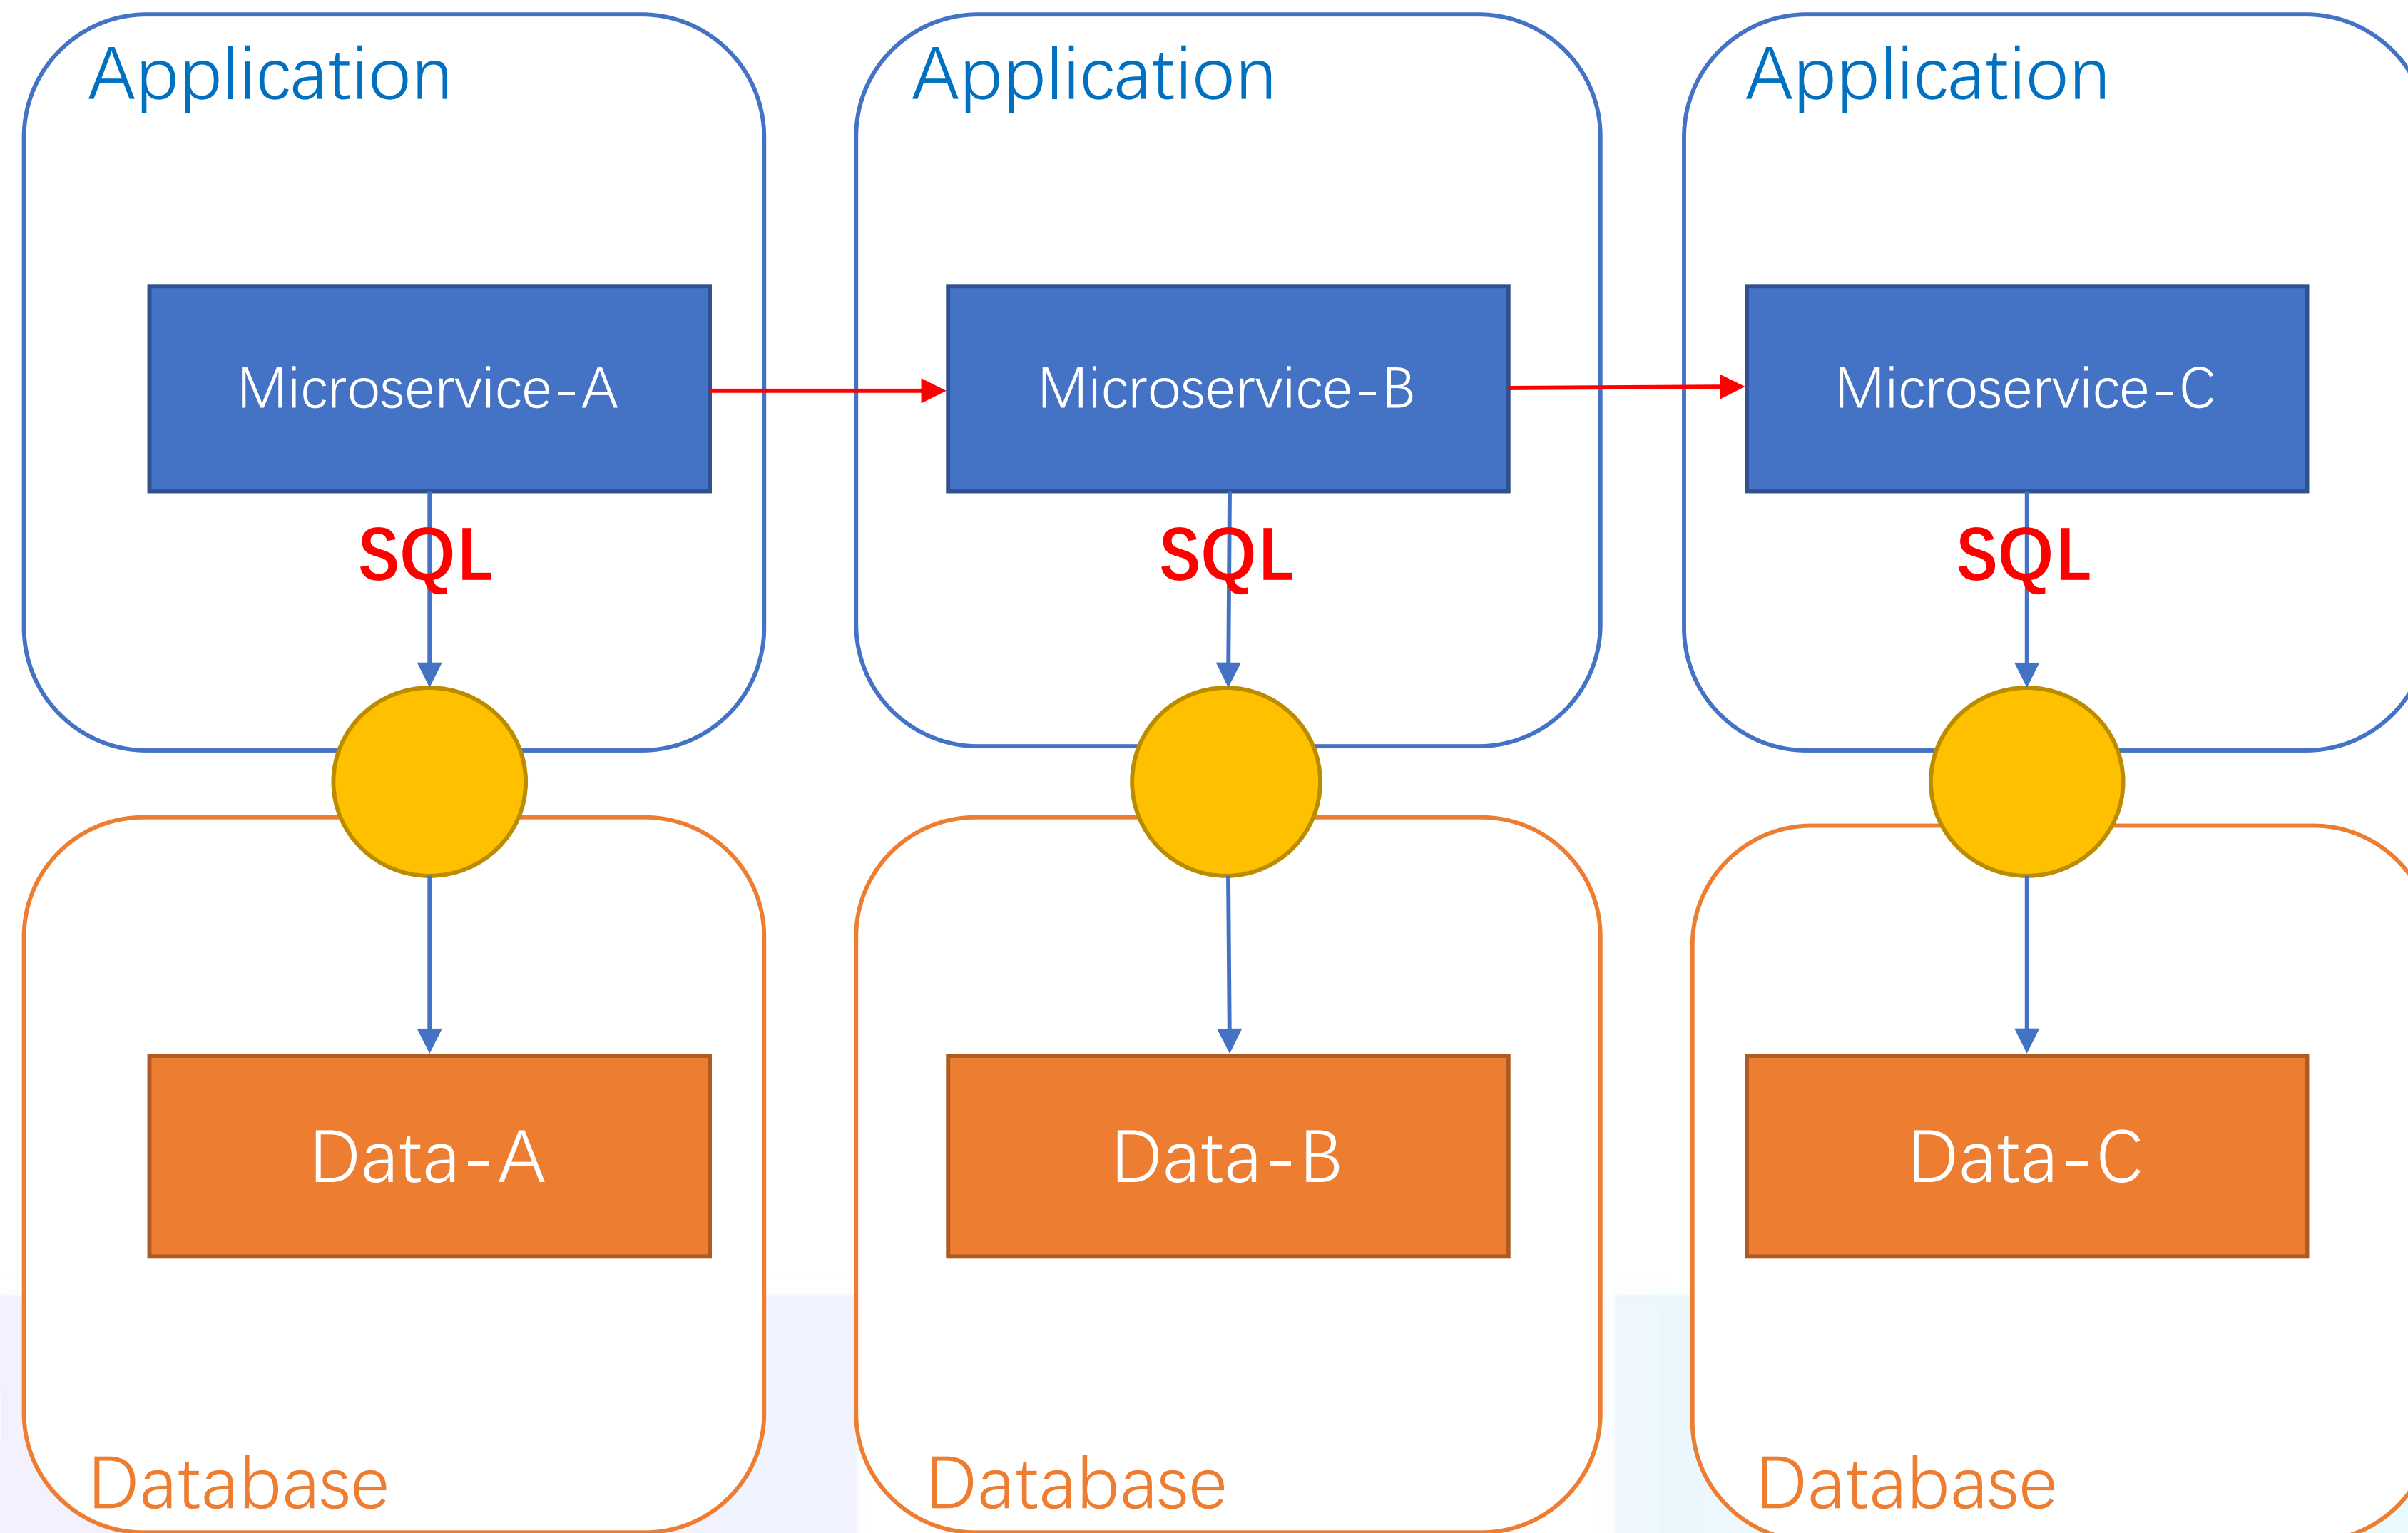 Application
Application
Application
Microservice-A
Microservice-B
Microservice-C
SQL
SQL
SQL
Data-A
Data-B
Data-C
Database
Database
Database